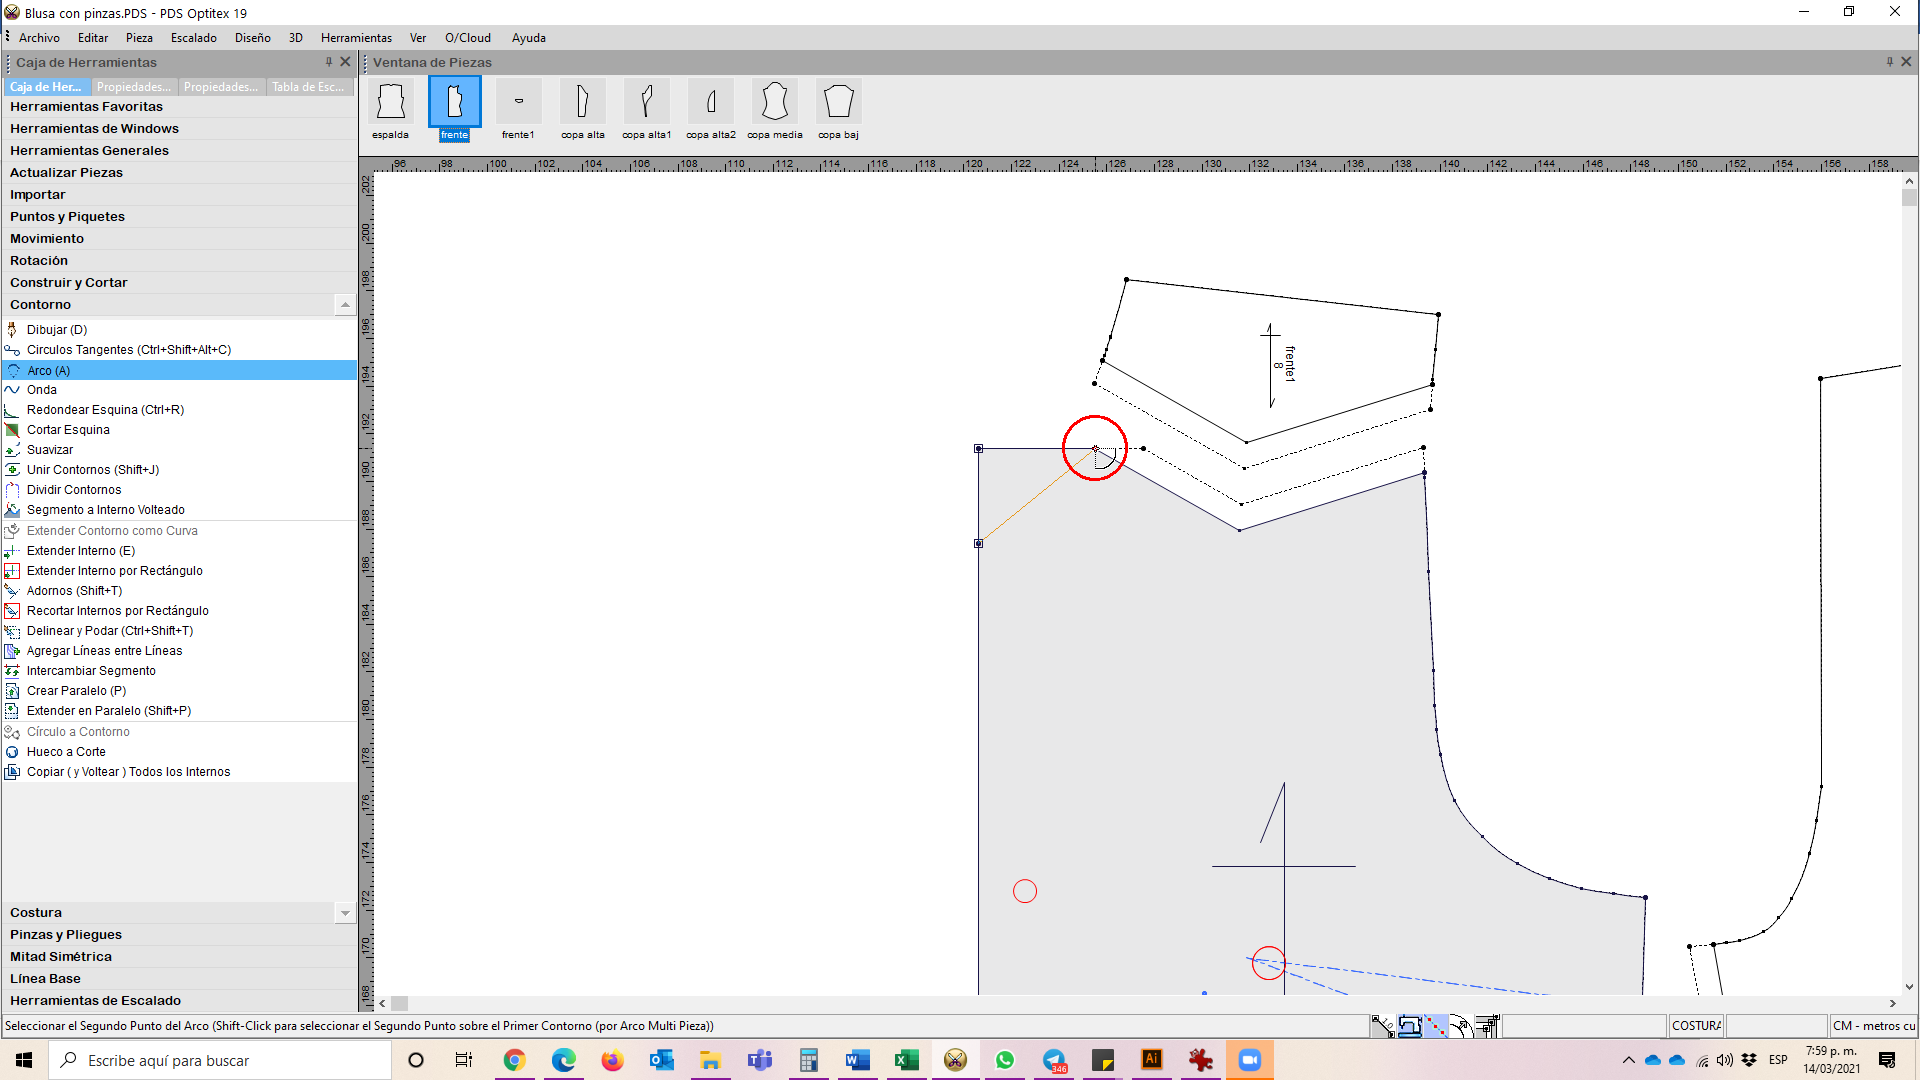 Blusa con pinzas.PDS - PDS Optitex 19
Archivo Editar Pieza Escalado Diseño 3D Herramientas Ver O/Cloud Ayuda
Caja de Herramientas
Caja de Her... Propiedades... Propiedades... Tabla de Esc...
Herramientas Favoritas
Herramientas de Windows
Herramientas Generales
Actualizar Piezas
Importar
Puntos y Piquetes
Movimiento
Rotación
Construir y Cortar
Contorno
Dibujar (D)
Circulos Tangentes (Ctrl+Shift+Alt+C)
Arco (A)
Onda
Redondear Esquina (Ctrl+R)
Cortar Esquina
Suavizar
Unir Contornos (Shift+J)
Dividir Contornos
Segmento a Interno Volteado
Extender Contorno como Curva
Extender Interno (E)
Extender Interno por Rectángulo
Adornos (Shift+T)
Recortar Internos por Rectángulo
Delinear y Podar (Ctrl+Shift+T)
Agregar Líneas entre Líneas
Intercambiar Segmento
Crear Paralelo (P)
Extender en Paralelo (Shift+P)
Círculo a Contorno
Hueco a Corte
Copiar ( y Voltear ) Todos los Internos
Costura
Pinzas y Pliegues
Mitad Simétrica
Línea Base
Herramientas de Escalado
Ventana de Piezas
espalda frente frente1 copa alta copa alta1 copa alta2 copa media copa baj
96 98 100 102 104 106 108 110 112 114 116 118 120 122 124 126 128 130 132 134 136 138 140 142 144 146 148 150 152 154 156 158
202
200
198
196
194
192
190
188
186
184
182
180
178
176
174
172
170
168
frente1
8
Seleccionar el Segundo Punto del Arco (Shift-Click para seleccionar el Segundo Punto sobre el Primer Contorno (por Arco Multi Pieza))
COSTURA
CM - metros cu
Escribe aquí para buscar
346
Ai
ESP
7:59 p. m.
14/03/2021